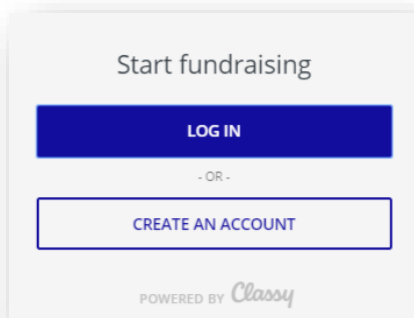 Start fundraising
LOG IN
- OR -
CREATE AN ACCOUNT
POWERED BY Classy